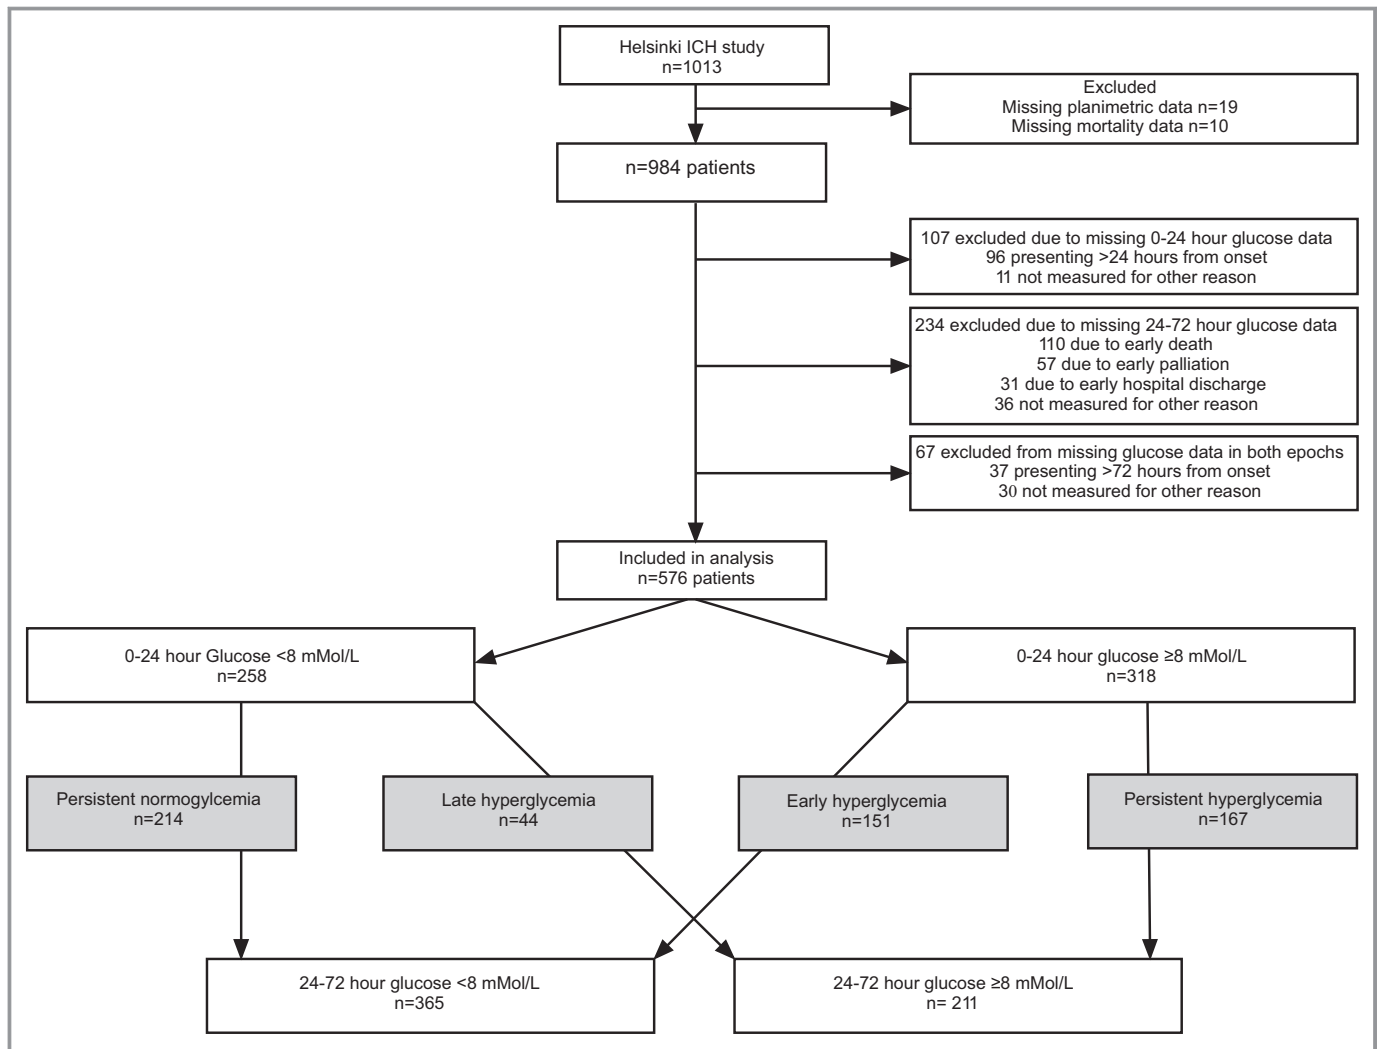 Helsinki ICH study
n=1013
Excluded
Missing planimetric data n=19
Missing mortality data n=10
n=984 patients
107 excluded due to missing 0-24 hour glucose data
96 presenting >24 hours from onset
11 not measured for other reason
234 excluded due to missing 24-72 hour glucose data
110 due to early death
57 due to early palliation
31 due to early hospital discharge
36 not measured for other reason
67 excluded from missing glucose data in both epochs
37 presenting >72 hours from onset
30 not measured for other reason
Included in analysis
n=576 patients
0-24 hour Glucose <8 mMol/L
n=258
0-24 hour glucose ≥8 mMol/L
n=318
Persistent normogylcemia
n=214
Late hyperglycemia
n=44
Early hyperglycemia
n=151
Persistent hyperglycemia
n=167
24-72 hour glucose <8 mMol/L
n=365
24-72 hour glucose ≥8 mMol/L
n= 211